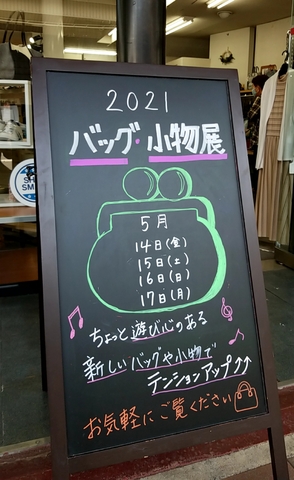 2021
バッグ・小物展
5月
14日(金)
15日(土)
16日(日)
17日(月)
ちょっと遊び心のある
新しいバッグや小物で
テンションアップ↑↑
お気軽にご覧ください